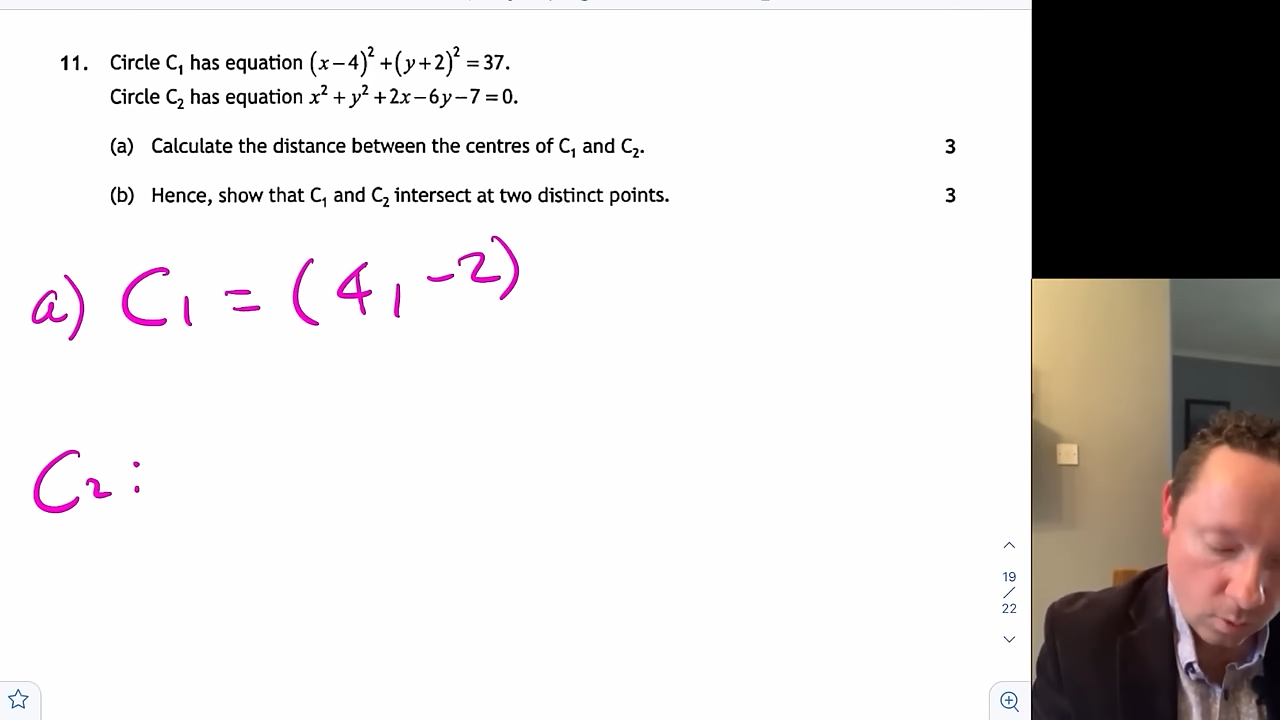 11. Circle C₁ has equation (x−4)² + (y+2)² = 37.
Circle C₂ has equation x² + y² + 2x − 6y − 7 = 0.
(a) Calculate the distance between the centres of C₁ and C₂. 3
(b) Hence, show that C₁ and C₂ intersect at two distinct points. 3
a) C₁ = (4, -2)
C₂ :
19
/
22